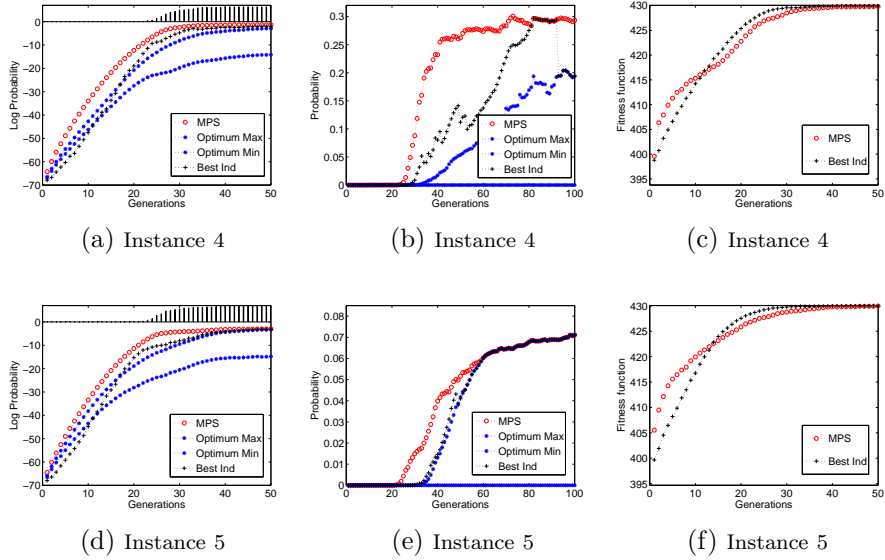 0
−10
−20
−30
−40
−50
−60
−70
Log Probability
0 10 20 30 40 50
Generations
MPS
Optimum Max
Optimum Min
Best Ind
(a) Instance 4
0.3
0.25
0.2
0.15
0.1
0.05
0
Probability
0 20 40 60 80 100
Generations
MPS
Optimum Max
Optimum Min
Best Ind
(b) Instance 4
430
425
420
415
410
405
400
395
Fitness function
0 10 20 30 40 50
Generations
MPS
Best Ind
(c) Instance 4
0
−10
−20
−30
−40
−50
−60
−70
Log Probability
0 10 20 30 40 50
Generations
MPS
Optimum Max
Optimum Min
Best Ind
(d) Instance 5
0.08
0.07
0.06
0.05
0.04
0.03
0.02
0.01
0
Probability
0 20 40 60 80 100
Generations
MPS
Optimum Max
Optimum Min
Best Ind
(e) Instance 5
430
425
420
415
410
405
400
395
Fitness function
0 10 20 30 40 50
Generations
MPS
Best Ind
(f) Instance 5